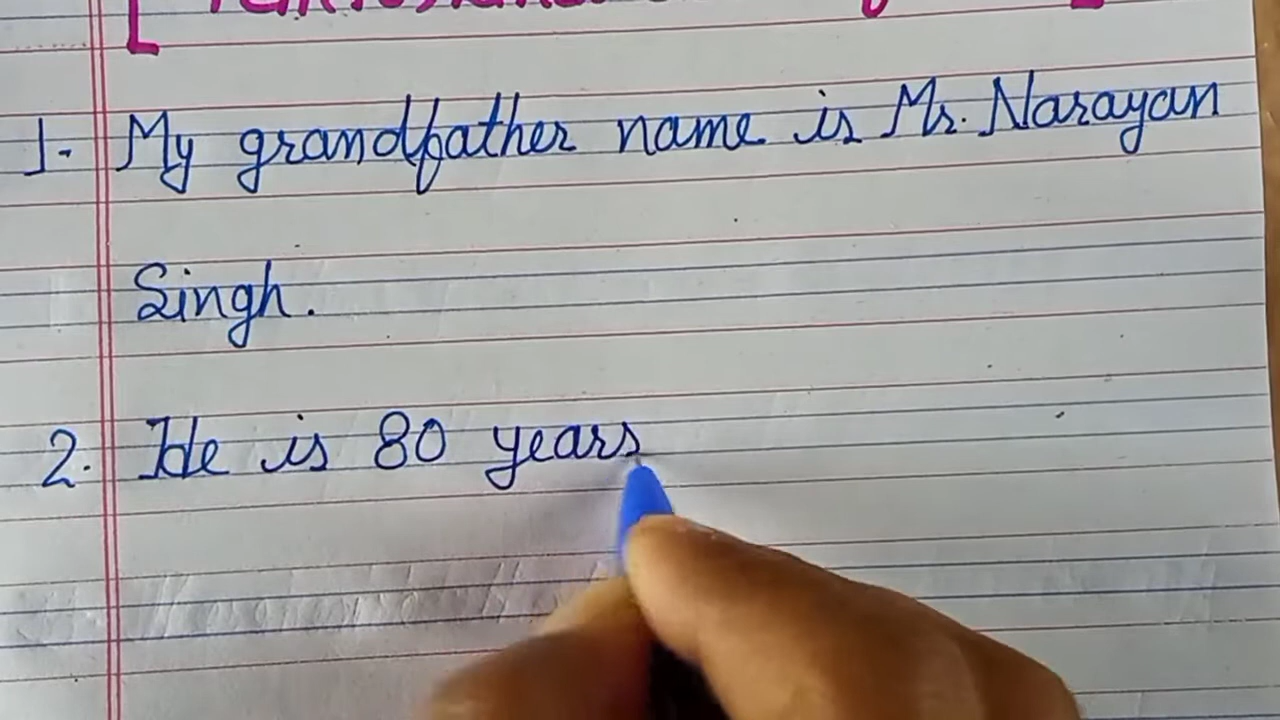 1. My grandfather name is Mr. Narayan
Singh.
2. He is 80 years